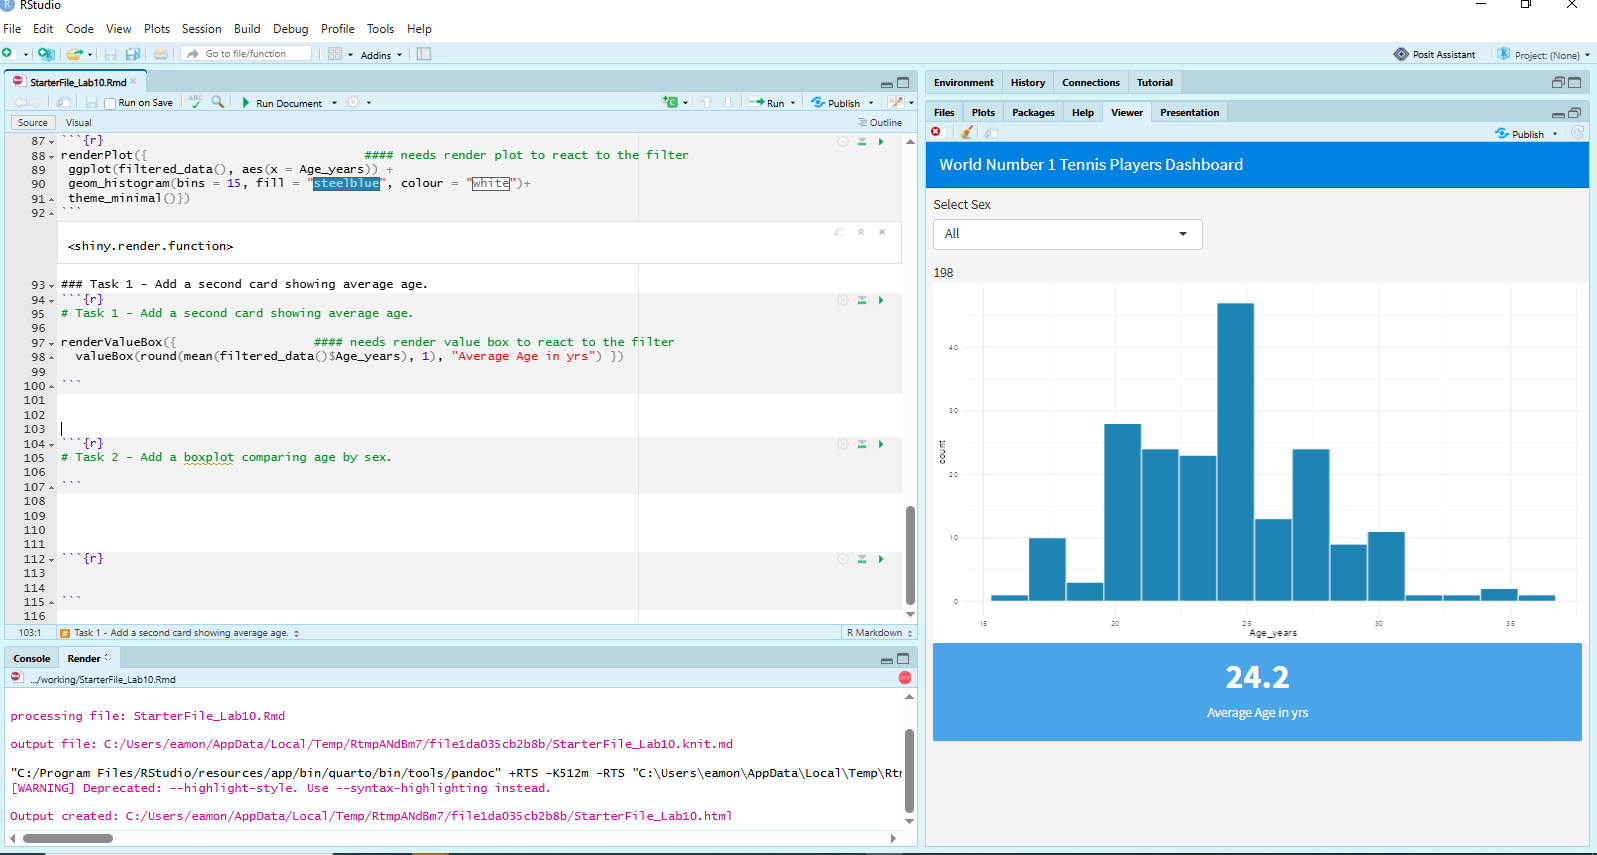 RStudio
File Edit Code View Plots Session Build Debug Profile Tools Help
Go to file/function Addins Posit Assistant Project: (None)
StarterFile_Lab10.Rmd
Run on Save Run Document Run Publish
Source Visual Outline
87 ```{r}
88 renderPlot({ #### needs render plot to react to the filter
89 ggplot(filtered_data(), aes(x = Age_years)) +
90 geom_histogram(bins = 15, fill = "steelblue", colour = "white")+
91 theme_minimal()})
92 ```
<shiny.render.function>
93 ### Task 1 - Add a second card showing average age.
94 ```{r}
95 # Task 1 - Add a second card showing average age.
96
97 renderValueBox({ #### needs render value box to react to the filter
98 valueBox(round(mean(filtered_data()$Age_years), 1), "Average Age in yrs") })
99
100 ```
101
102
103
104 ```{r}
105 # Task 2 - Add a boxplot comparing age by sex.
106
107 ```
108
109
110
111
112 ```{r}
113
114
115 ```
116
103:1 Task 1 - Add a second card showing average age. R Markdown
Console Render
.../working/StarterFile_Lab10.Rmd
STOP
processing file: StarterFile_Lab10.Rmd
output file: C:/Users/eamon/AppData/Local/Temp/RtmpANdBm7/file1da035cb2b8b/StarterFile_Lab10.knit.md
"C:/Program Files/RStudio/resources/app/bin/quarto/bin/tools/pandoc" +RTS -K512m -RTS "C:\Users\eamon\AppData\Local\Temp\Rtr
[WARNING] Deprecated: --highlight-style. Use --syntax-highlighting instead.
Output created: C:/Users/eamon/AppData/Local/Temp/RtmpANdBm7/file1da035cb2b8b/StarterFile_Lab10.html
Environment History Connections Tutorial
Files Plots Packages Help Viewer Presentation
Publish
World Number 1 Tennis Players Dashboard
Select Sex
All
198
40
30
20
10
0
count
15 20 25 30 35
Age_years
24.2
Average Age in yrs